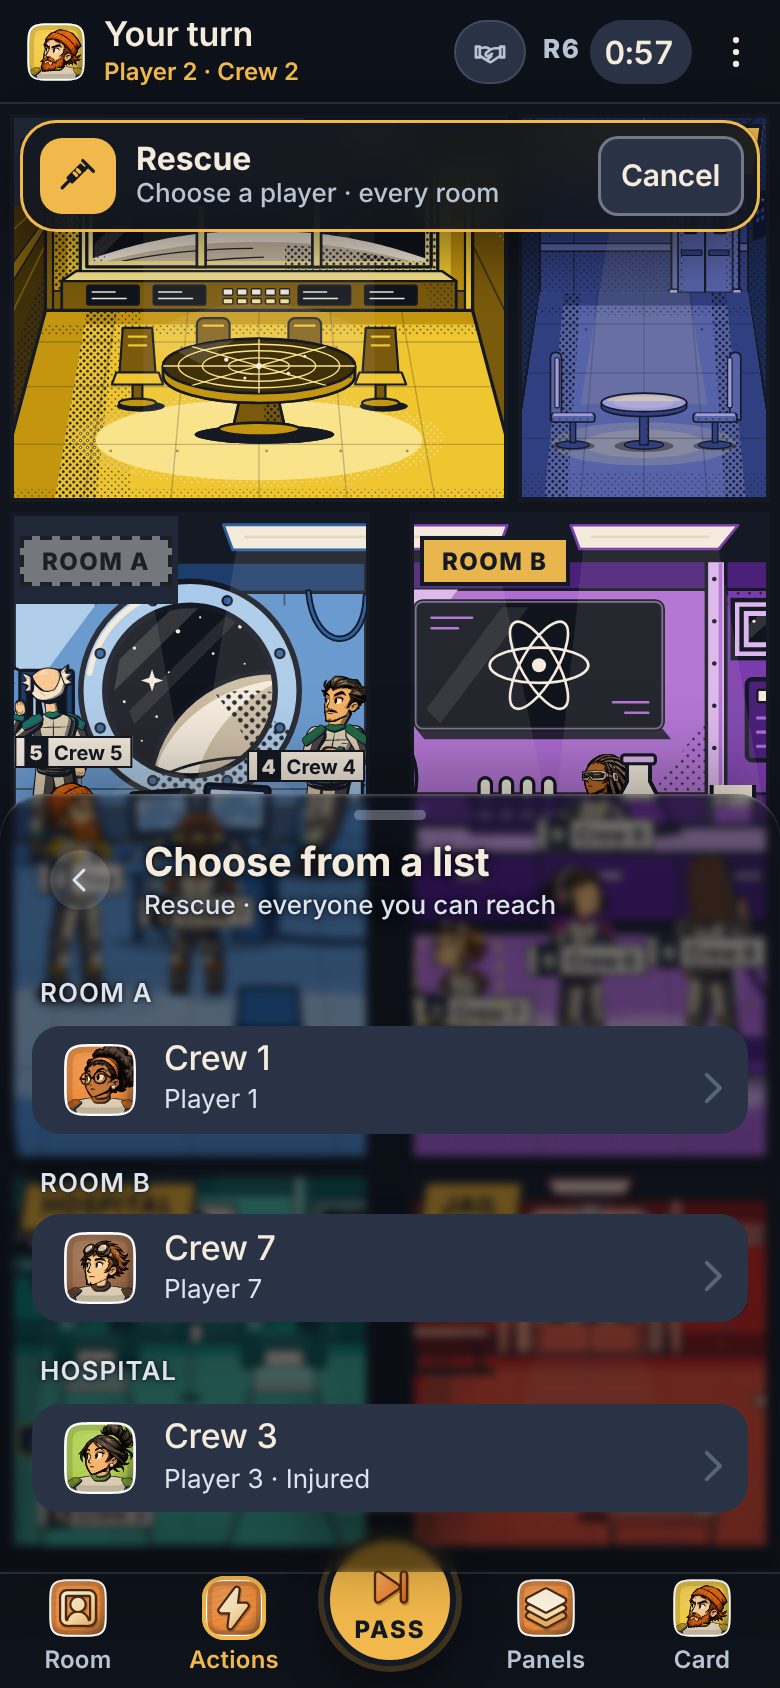 Your turn
Player 2 · Crew 2
R6
0:57
Rescue
Choose a player · every room
Cancel
ROOM A
ROOM B
5 Crew 5
4 Crew 4
Choose from a list
Rescue · everyone you can reach
ROOM A
Crew 1
Player 1
ROOM B
HOSPITAL
JAIL
Crew 7
Player 7
HOSPITAL
Crew 3
Player 3 · Injured
PASS
Room
Actions
Panels
Card